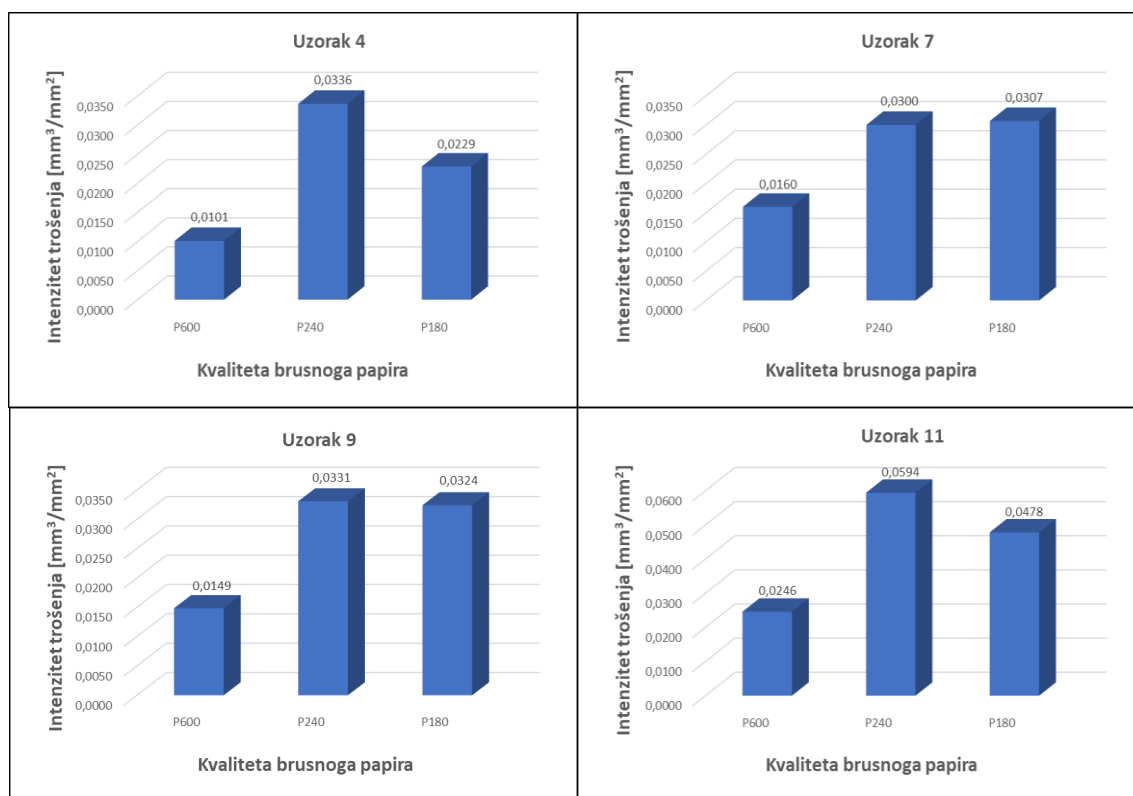 Uzorak 4
Intenzitet trošenja [mm³/mm²]
0,0350
0,0300
0,0250
0,0200
0,0150
0,0100
0,0050
0,0000
0,0101
0,0336
0,0229
P600
P240
P180
Kvaliteta brusnoga papira
Uzorak 7
Intenzitet trošenja [mm³/mm²]
0,0350
0,0300
0,0250
0,0200
0,0150
0,0100
0,0050
0,0000
0,0160
0,0300
0,0307
P600
P240
P180
Kvaliteta brusnoga papira
Uzorak 9
Intenzitet trošenja [mm³/mm²]
0,0350
0,0300
0,0250
0,0200
0,0150
0,0100
0,0050
0,0000
0,0149
0,0331
0,0324
P600
P240
P180
Kvaliteta brusnoga papira
Uzorak 11
Intenzitet trošenja [mm³/mm²]
0,0600
0,0500
0,0400
0,0300
0,0200
0,0100
0,0000
0,0246
0,0594
0,0478
P600
P240
P180
Kvaliteta brusnoga papira